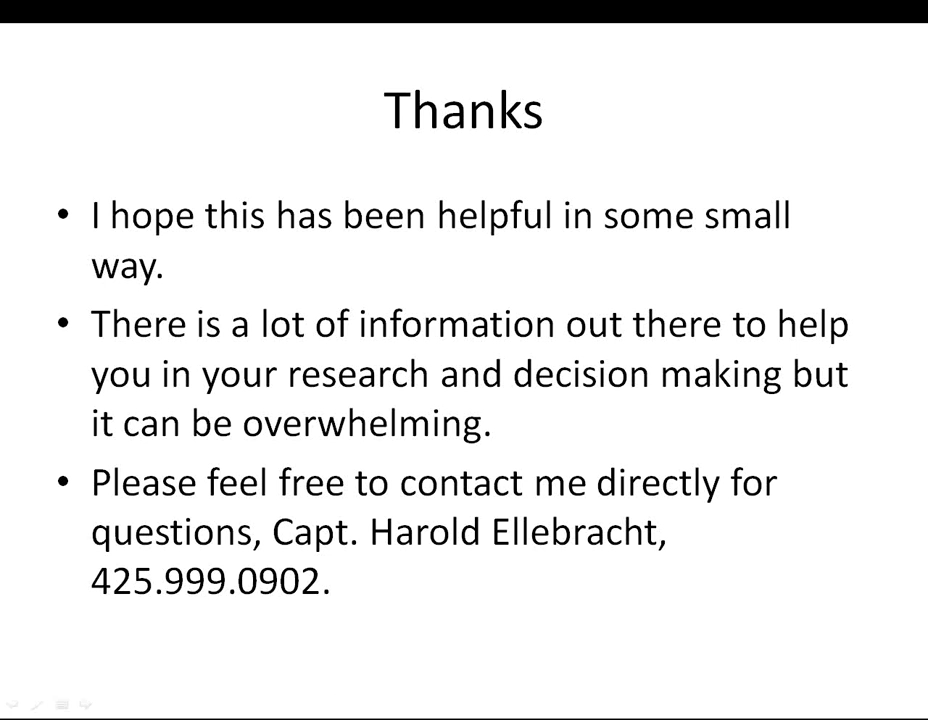 Thanks
• I hope this has been helpful in some small
way.
• There is a lot of information out there to help
you in your research and decision making but
it can be overwhelming.
• Please feel free to contact me directly for
questions, Capt. Harold Ellebracht,
425.999.0902.